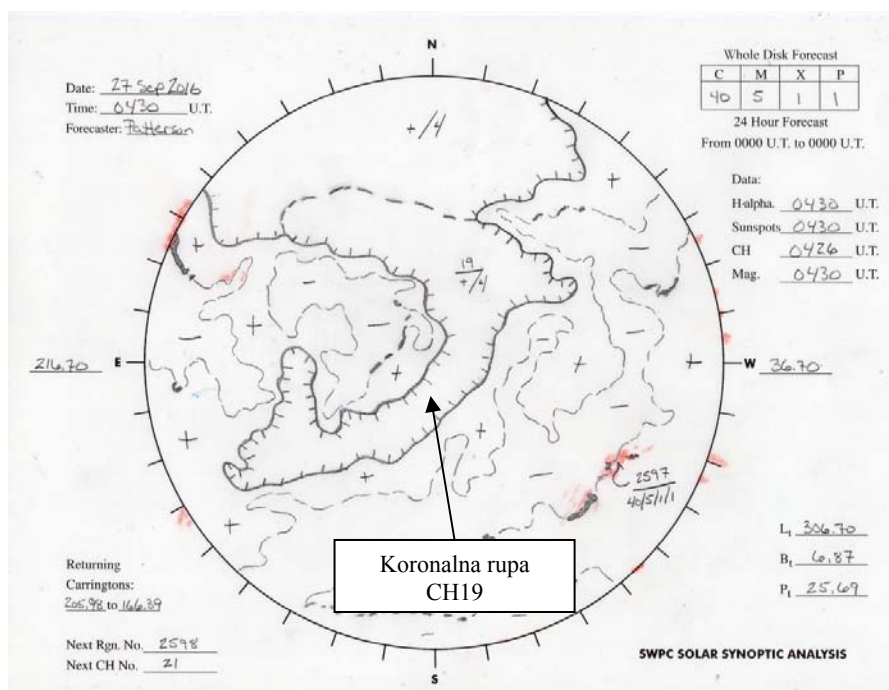 N
Date: 27 Sep 2016
Time: 0430 U.T.
Forecaster: Patterson
Whole Disk Forecast
C M X P
40 5 1 1
24 Hour Forecast
From 0000 U.T. to 0000 U.T.
+/4
Data:
H-alpha. 0430 U.T.
Sunspots 0430 U.T.
CH 0426 U.T.
Mag. 0430 U.T.
19
+/4
216.70 E
W 36.70
2597
40/5/1/1
Koronalna rupa
CH19
L, 306.70
B, 6.87
P, 25.69
Returning
Carringtons:
205.98 to 166.39
Next Rgn. No. 2598
Next CH No. 21
SWPC SOLAR SYNOPTIC ANALYSIS
S